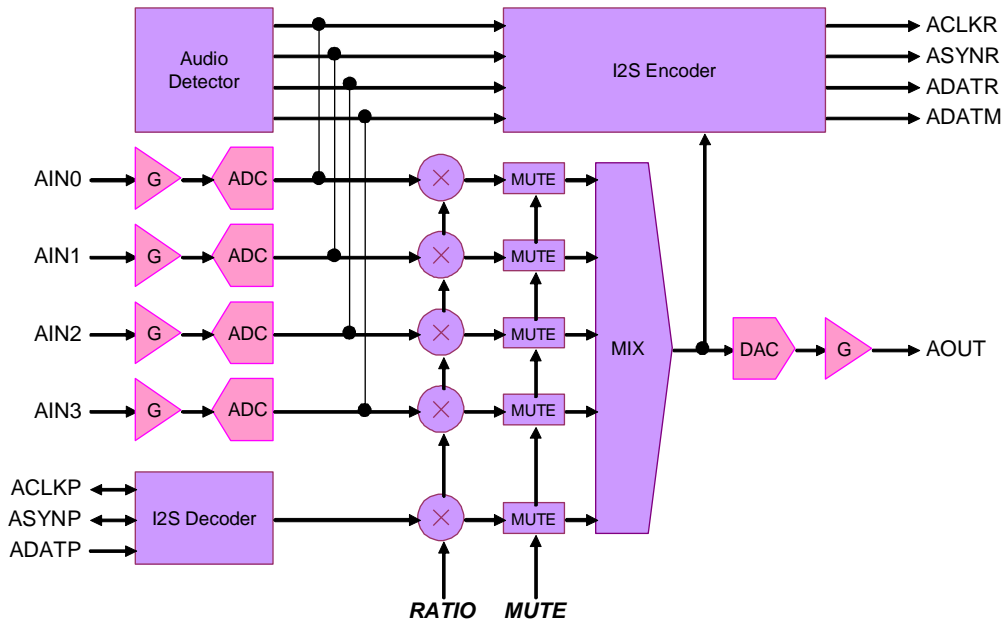 Audio
Detector
I2S Encoder
ACLKR
ASYNR
ADATR
ADATM
AIN0
G
ADC
×
MUTE
AIN1
G
ADC
×
MUTE
AIN2
G
ADC
×
MUTE
MIX
DAC
G
AOUT
AIN3
G
ADC
×
MUTE
ACLKP
ASYNP
ADATP
I2S Decoder
×
MUTE
RATIO
MUTE